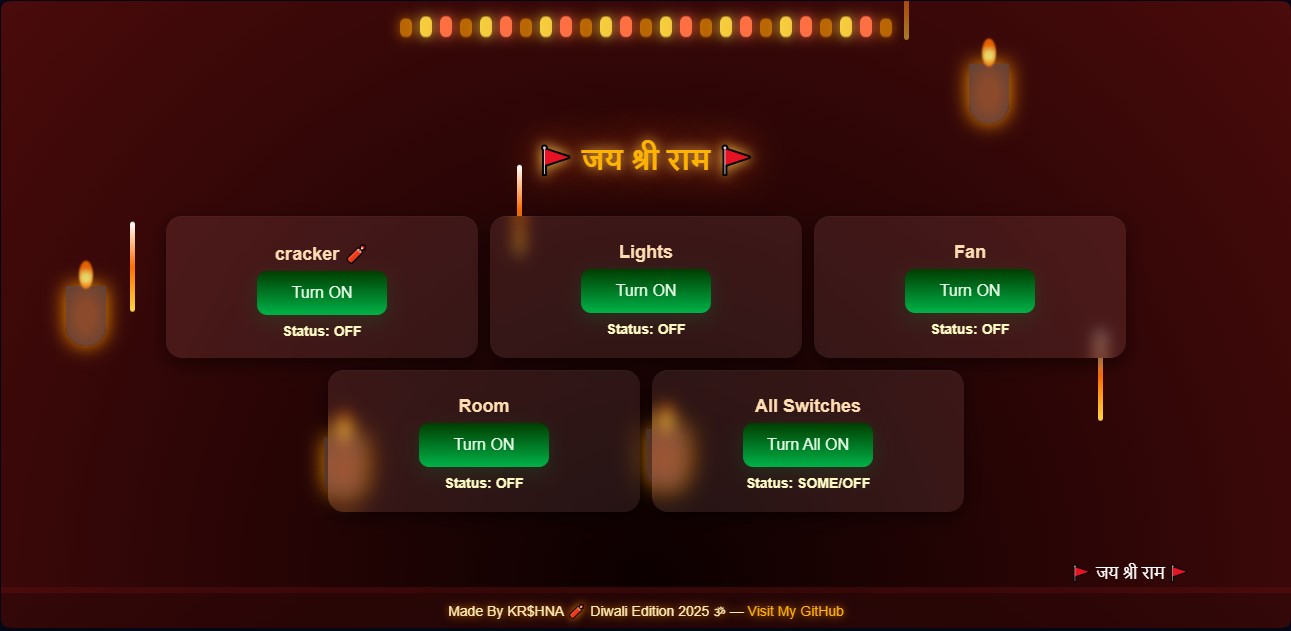 🚩 जय श्री राम 🚩
cracker 🧨
Turn ON
Status: OFF
Lights
Turn ON
Status: OFF
Fan
Turn ON
Status: OFF
Room
Turn ON
Status: OFF
All Switches
Turn All ON
Status: SOME/OFF
🚩 जय श्री राम 🚩
Made By KR$HNA 🧨 Diwali Edition 2025 ॐ — Visit My GitHub